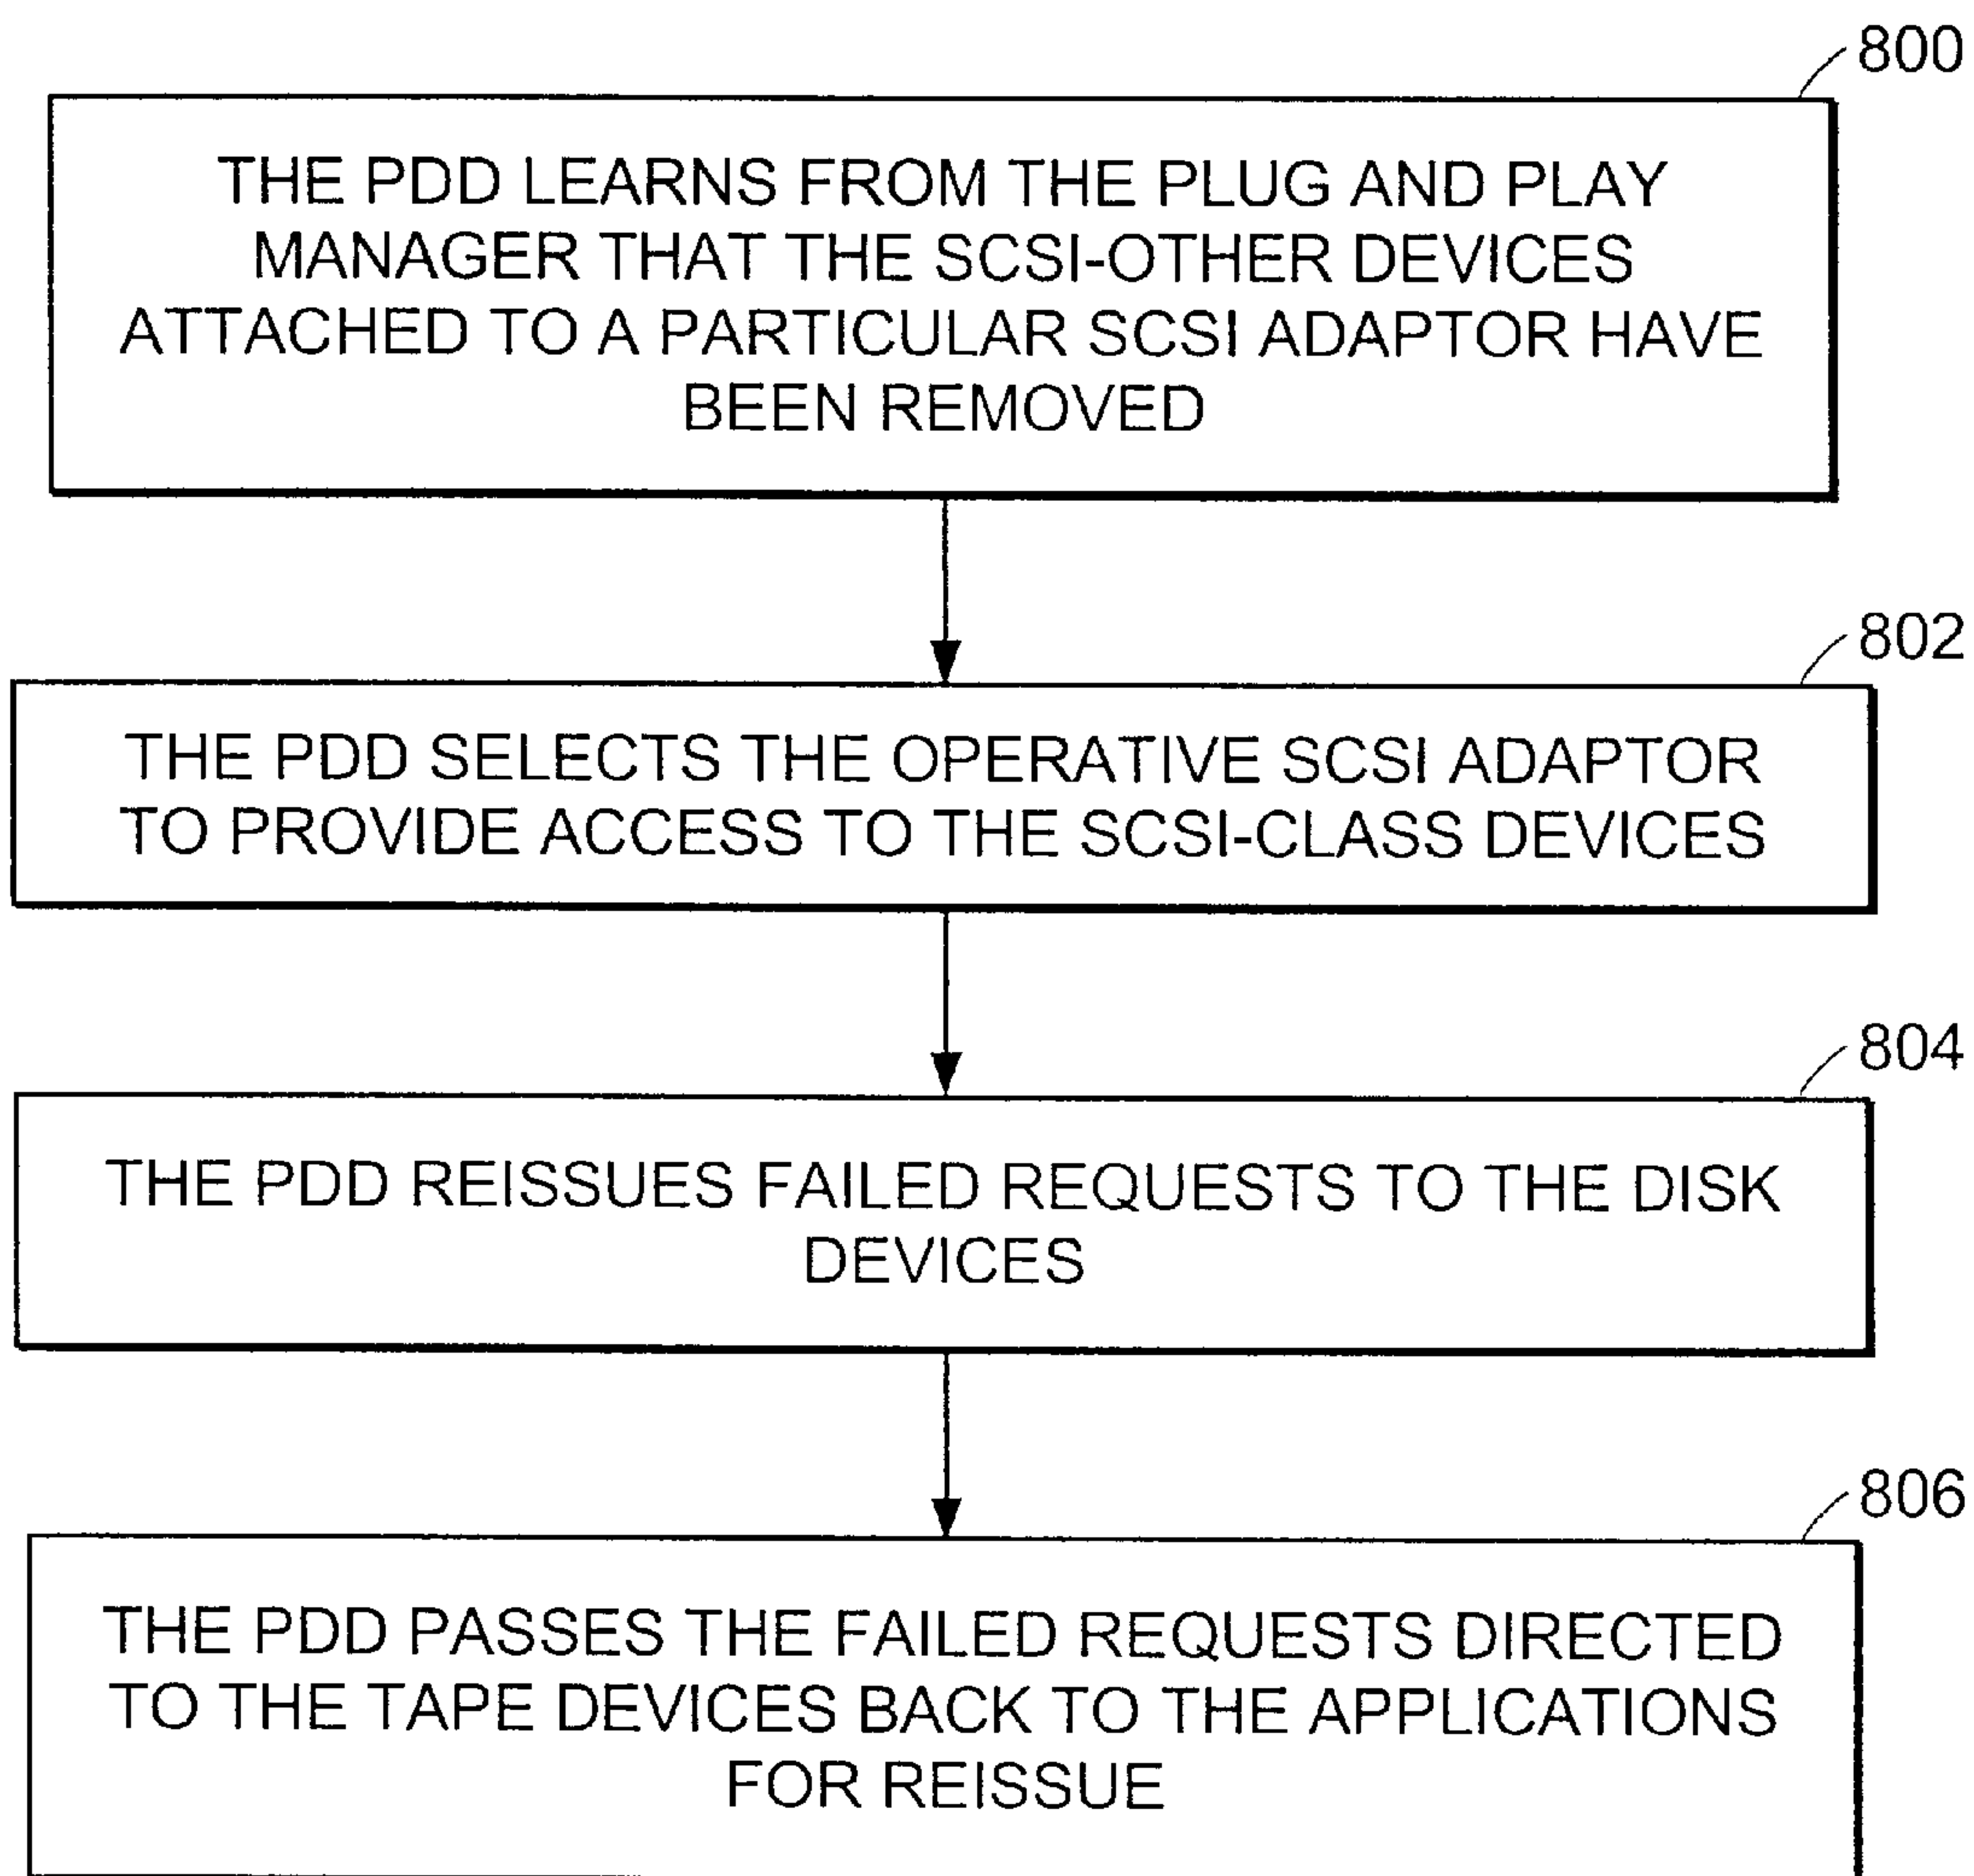 800
THE PDD LEARNS FROM THE PLUG AND PLAY
MANAGER THAT THE SCSI-OTHER DEVICES
ATTACHED TO A PARTICULAR SCSI ADAPTOR HAVE
BEEN REMOVED
802
THE PDD SELECTS THE OPERATIVE SCSI ADAPTOR
TO PROVIDE ACCESS TO THE SCSI-CLASS DEVICES
804
THE PDD REISSUES FAILED REQUESTS TO THE DISK
DEVICES
806
THE PDD PASSES THE FAILED REQUESTS DIRECTED
TO THE TAPE DEVICES BACK TO THE APPLICATIONS
FOR REISSUE